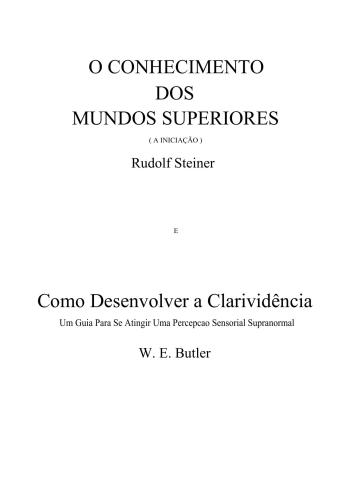 O CONHECIMENTO
DOS
MUNDOS SUPERIORES
( A INICIAÇÃO )
Rudolf Steiner
E
Como Desenvolver a Clarividência
Um Guia Para Se Atingir Uma Percepcao Sensorial Supranormal
W. E. Butler